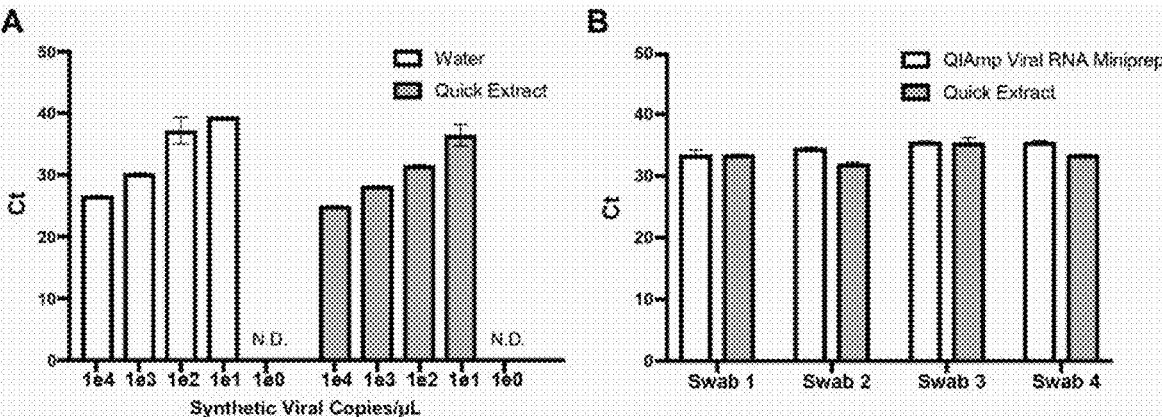 A
50
40
30
20
10
0
Ct
Water
Quick Extract
N.D.
N.D.
1e4 1e3 1e2 1e1 1e0 1e4 1e3 1e2 1e1 1e0
Synthetic Viral Copies/µL
B
50
40
30
20
10
0
Ct
QIAmp Viral RNA Miniprep
Quick Extract
Swab 1 Swab 2 Swab 3 Swab 4